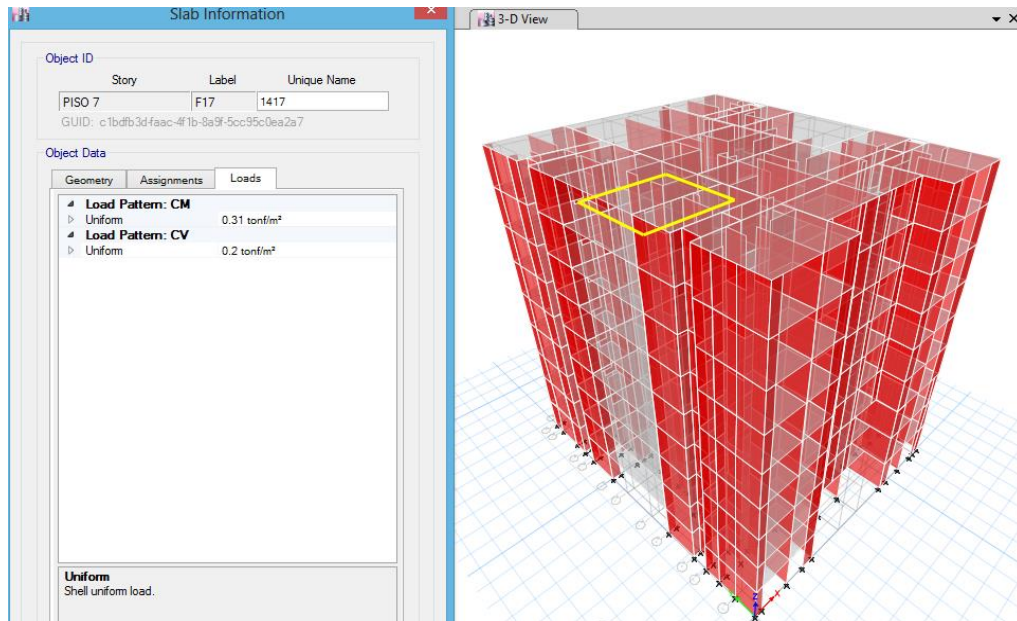 Slab Information
Object ID
Story Label Unique Name
PISO 7 F17 1417
GUID: c1bdfb3d-faac-4f1b-8a9f-5cc95c0ea2a7
Object Data
Geometry Assignments Loads
Load Pattern: CM
Uniform 0.31 tonf/m²
Load Pattern: CV
Uniform 0.2 tonf/m²
Uniform
Shell uniform load.
3-D View
Z
X